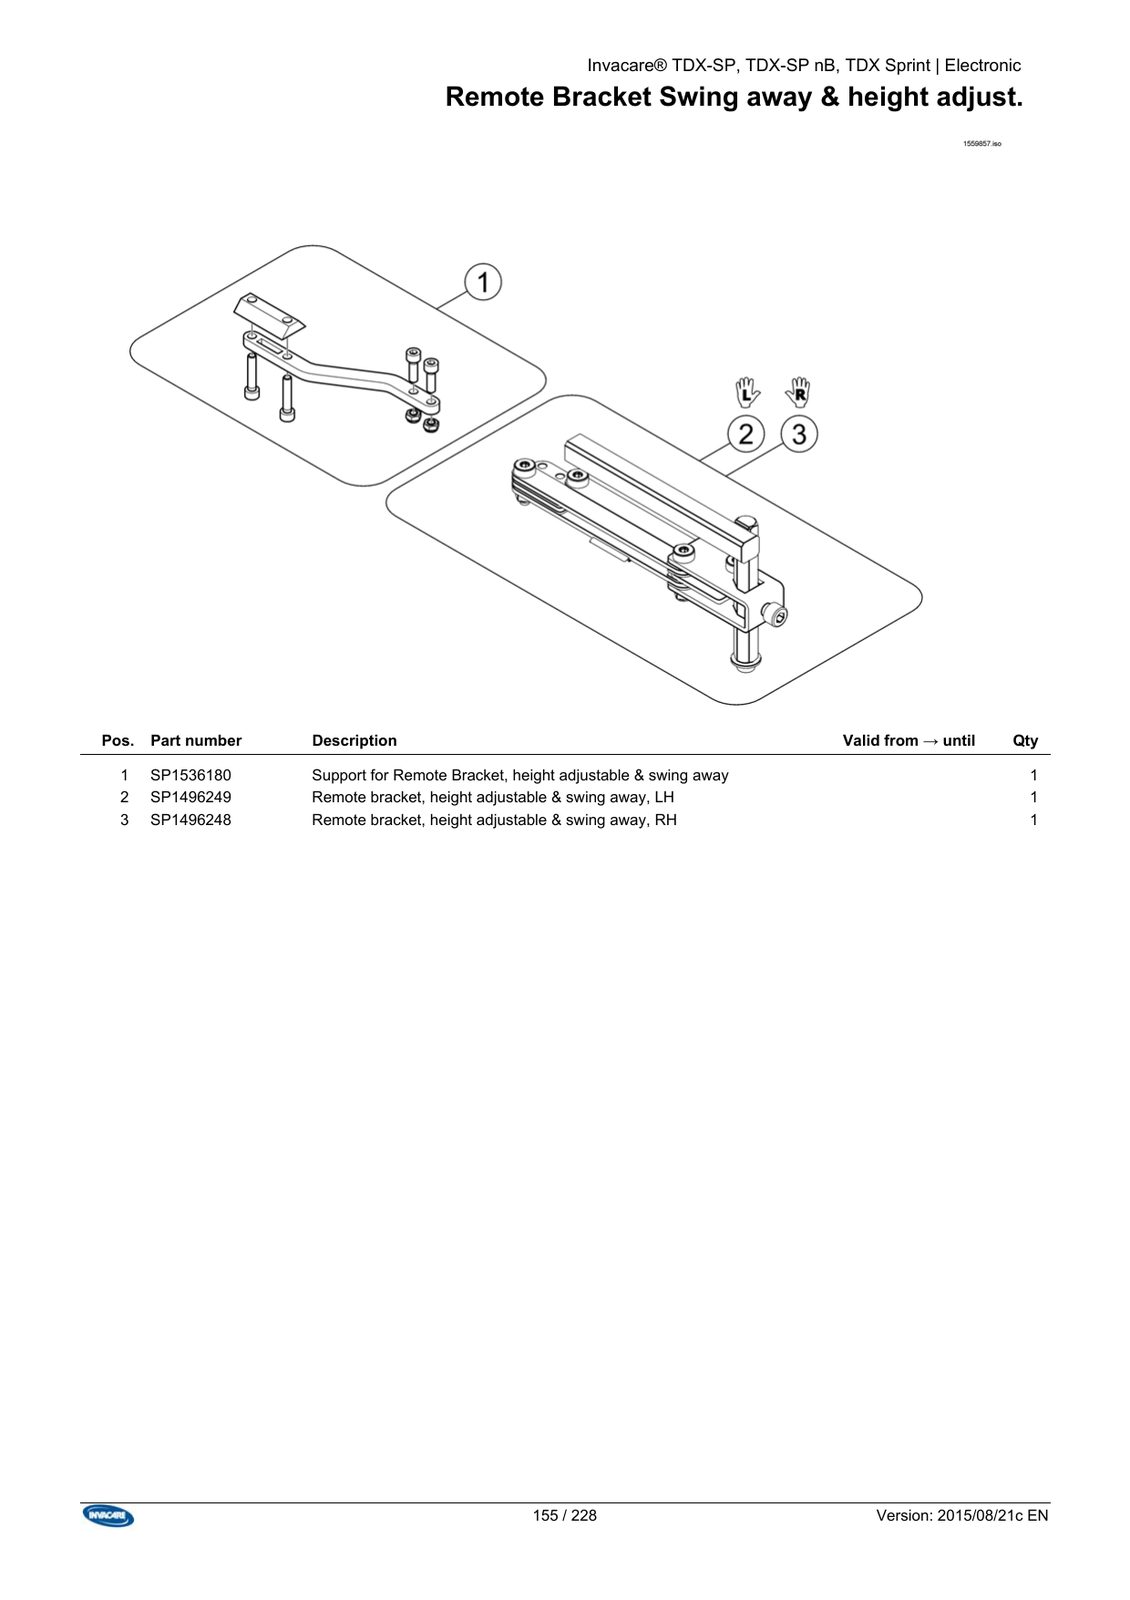 Invacare® TDX-SP, TDX-SP nB, TDX Sprint | Electronic
Remote Bracket Swing away & height adjust.
1559857.iso
1
L R
2 3
Pos. Part number Description Valid from → until Qty
1 SP1536180 Support for Remote Bracket, height adjustable & swing away 1
2 SP1496249 Remote bracket, height adjustable & swing away, LH 1
3 SP1496248 Remote bracket, height adjustable & swing away, RH 1
INVACARE 155 / 228 Version: 2015/08/21c EN